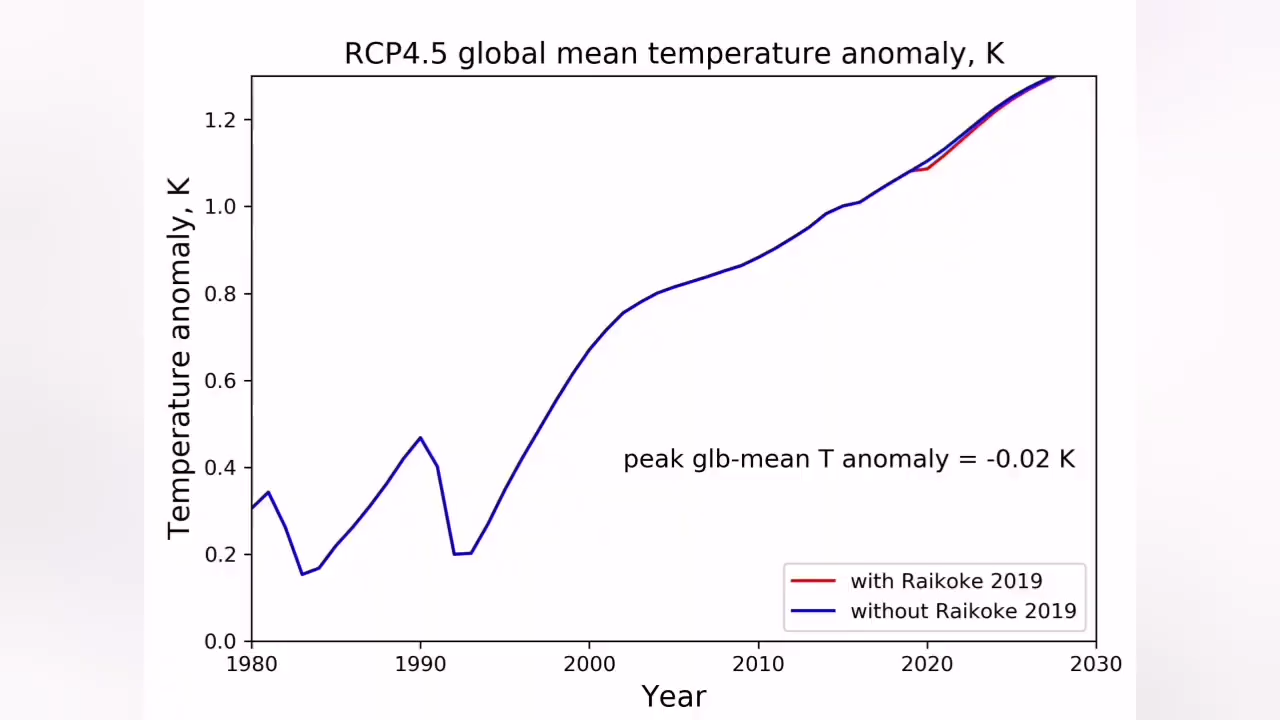 RCP4.5 global mean temperature anomaly, K
Temperature anomaly, K
1.2
1.0
0.8
0.6
0.4
0.2
0.0
peak glb-mean T anomaly = -0.02 K
with Raikoke 2019
without Raikoke 2019
1980 1990 2000 2010 2020 2030
Year